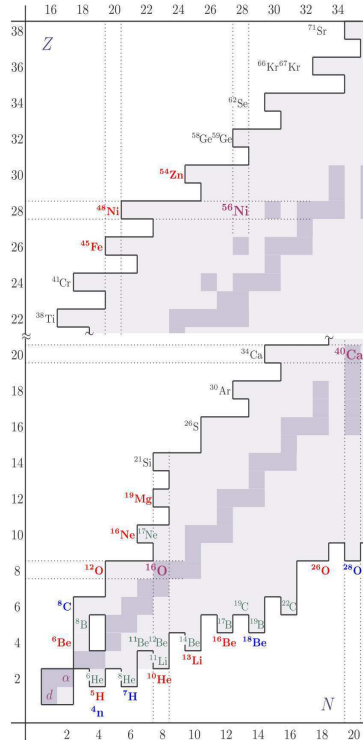 16 18 20 22 24 26 28 30 32 34
38 Z ⁷¹Sr
36 ⁶⁶Kr⁶⁷Kr
34 ⁶²Se
32 ⁵⁸Ge⁵⁹Ge
30 ⁵⁴Zn
28 ⁴⁸Ni ⁵⁶Ni
26 ⁴⁵Fe
24 ⁴¹Cr
22 ³⁸Ti
≈ ≈
20 ³⁴Ca ⁴⁰Ca
18 ³⁰Ar
16 ²⁶S
14 ²¹Si
12 ¹⁹Mg
10 ¹⁶Ne ¹⁷Ne
8 ¹²O ¹⁶O ²⁶O ²⁸O
6 ⁸C ⁸B ¹⁹C ²²C
¹⁷B ¹⁹B
4 ⁶Be ¹¹Be ¹²Be ¹⁴Be ¹⁶Be ¹⁸Be
¹¹Li ¹³Li
2 α ⁶He ⁸He ¹⁰He
d ⁵H ⁷H
⁴n N
2 4 6 8 10 12 14 16 18 20